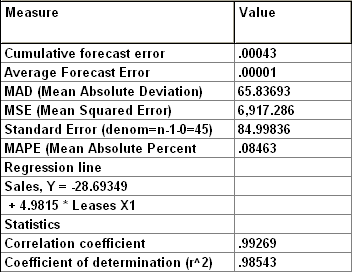 Measure Value
Cumulative forecast error .00043
Average Forecast Error .00001
MAD (Mean Absolute Deviation) 65.83693
MSE (Mean Squared Error) 6,917.286
Standard Error (denom=n-1-0=45) 84.99836
MAPE (Mean Absolute Percent .08463
Regression line
Sales, Y = -28.69349
+ 4.9815 * Leases X1
Statistics
Correlation coefficient .99269
Coefficient of determination (r^2) .98543